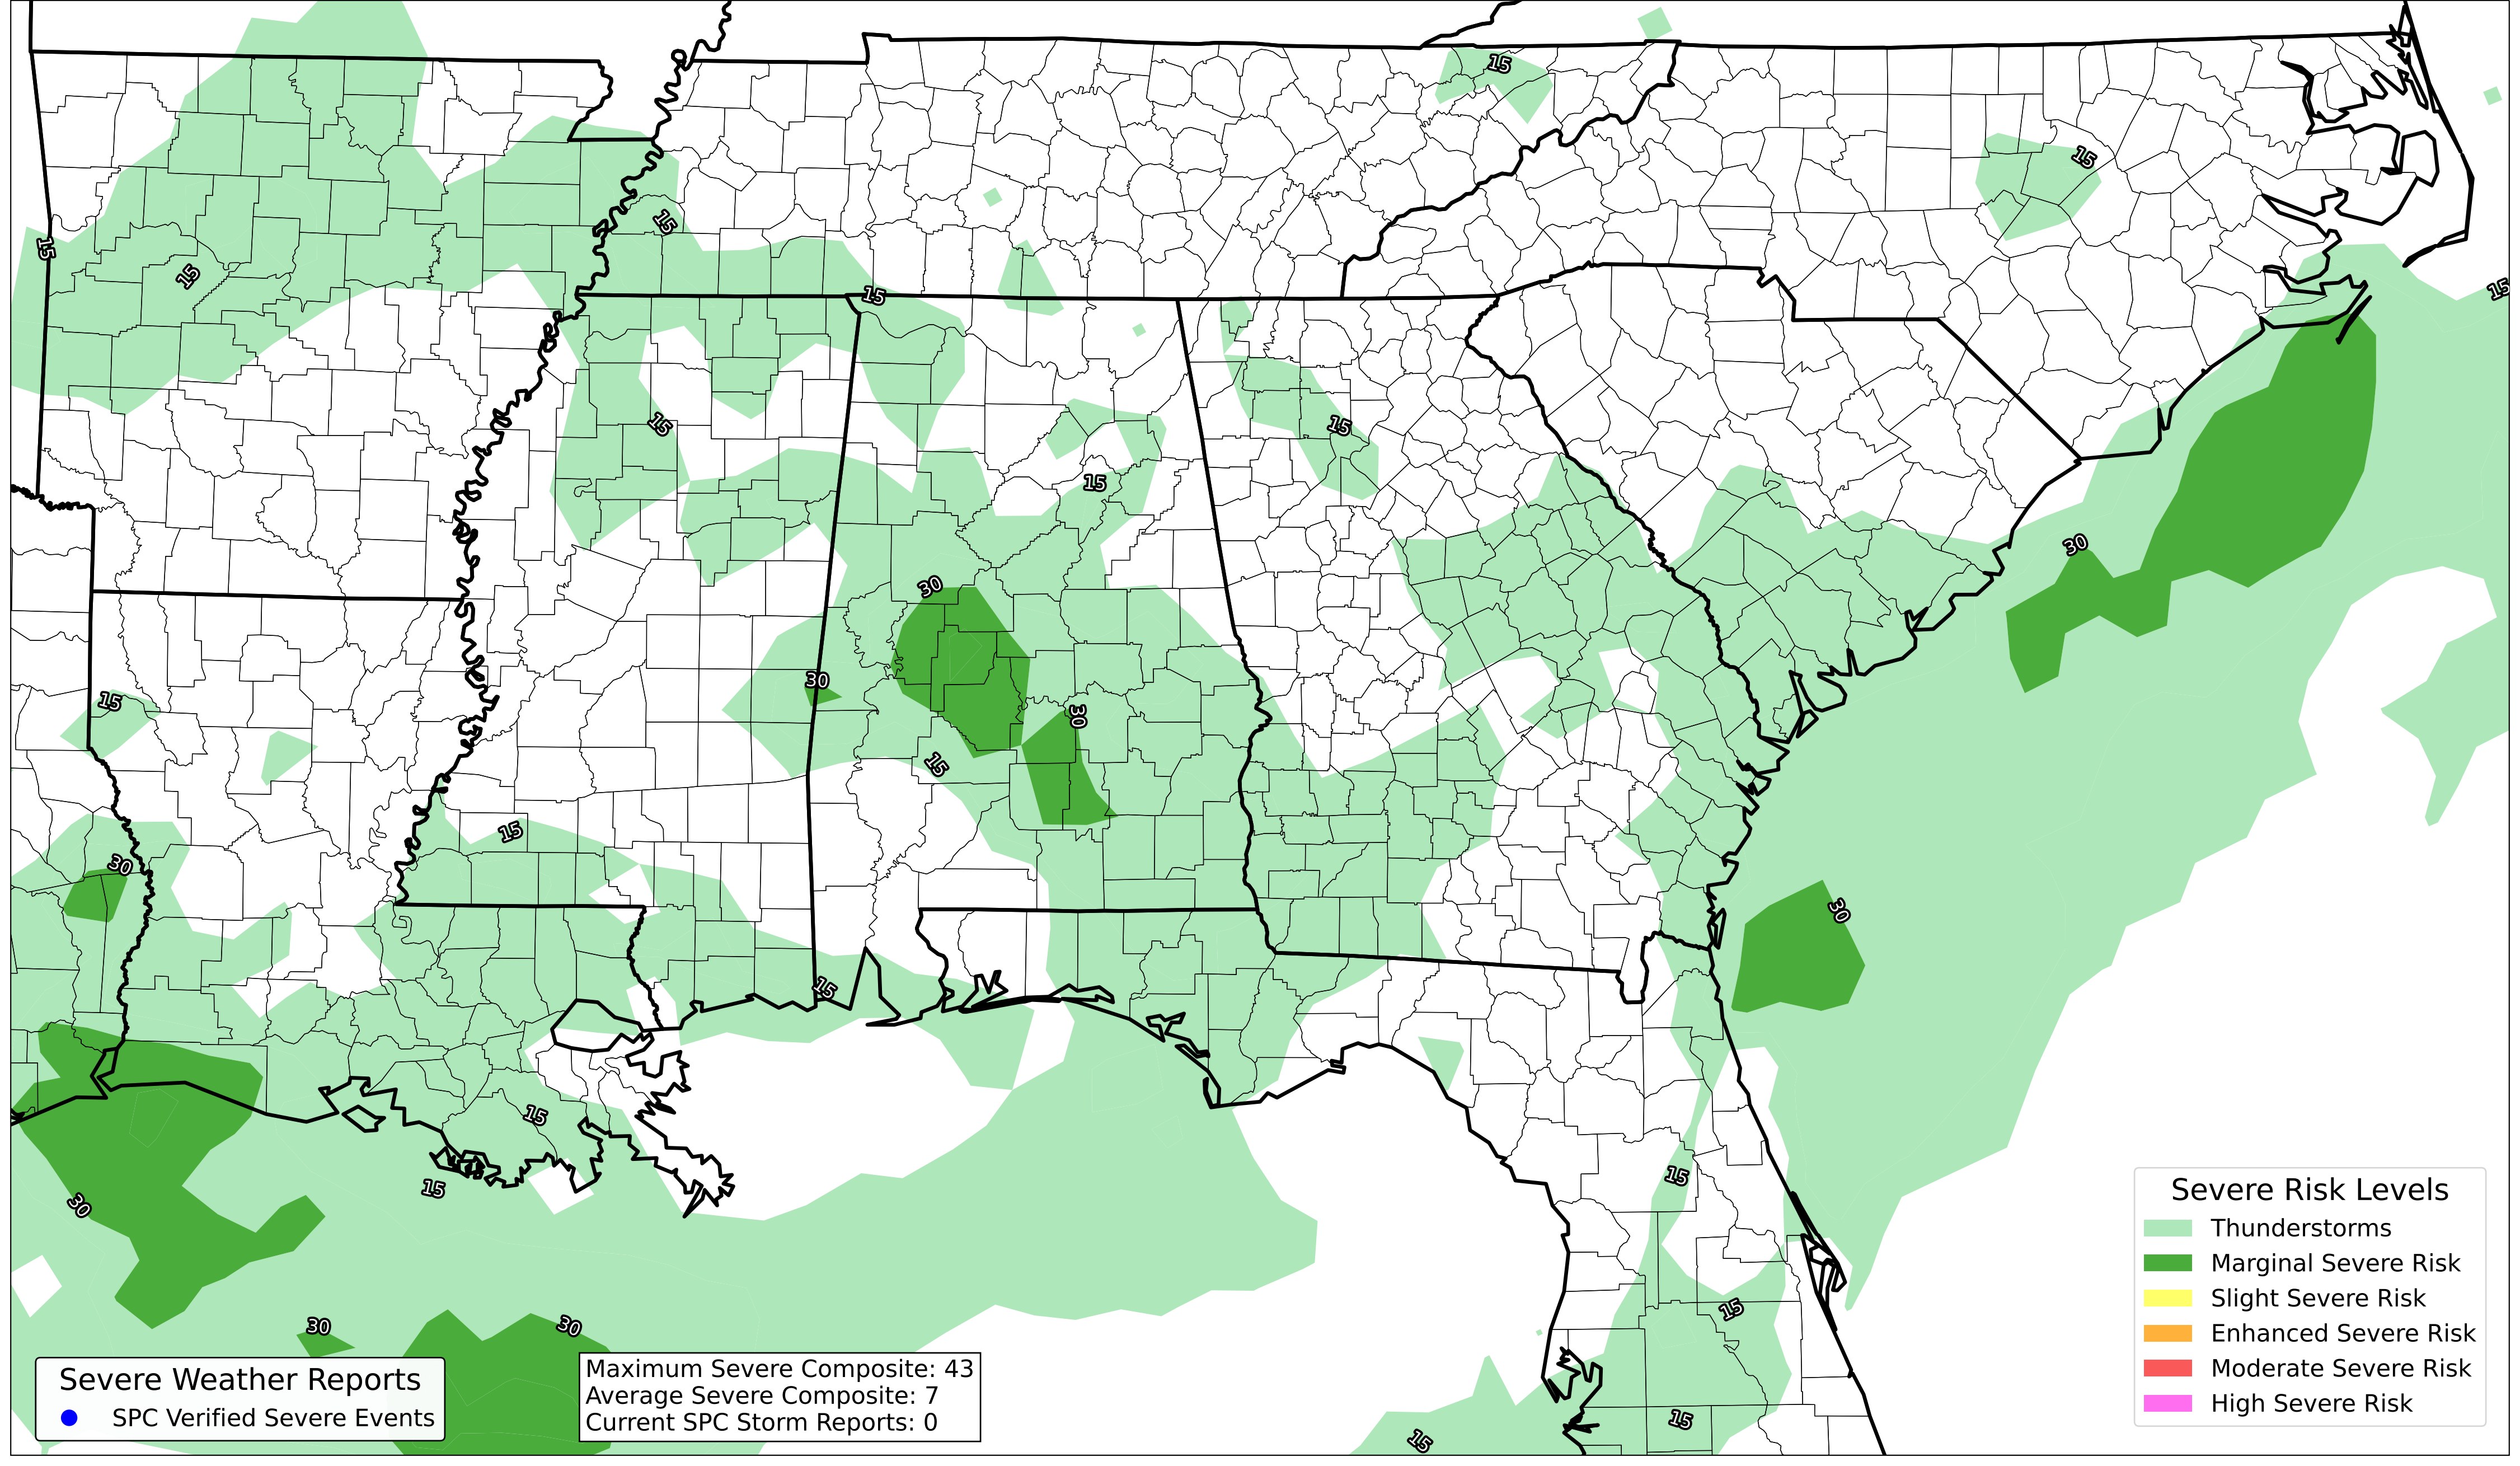 15
15
15
15
15
15
15
15
15
15
30
30
30
30
15
15
15
30
30
15
15
15
15
30
15
30
30
15
15
15
Severe Weather Reports
SPC Verified Severe Events
Maximum Severe Composite: 43
Average Severe Composite: 7
Current SPC Storm Reports: 0
Severe Risk Levels
Thunderstorms
Marginal Severe Risk
Slight Severe Risk
Enhanced Severe Risk
Moderate Severe Risk
High Severe Risk